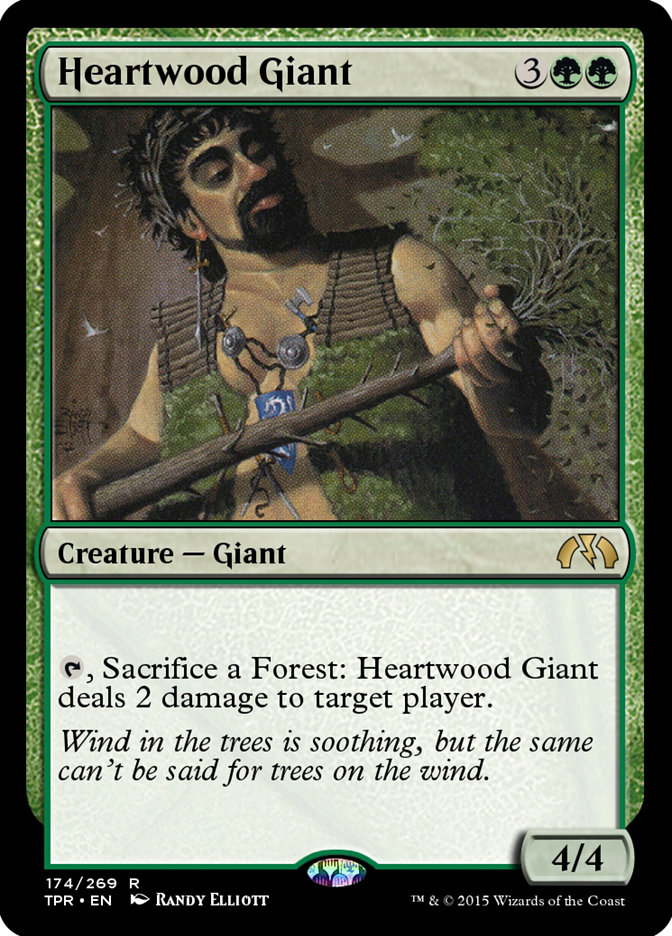 Heartwood Giant 3
Creature — Giant
, Sacrifice a Forest: Heartwood Giant
deals 2 damage to target player.
Wind in the trees is soothing, but the same
can't be said for trees on the wind.
4/4
174/269 R
TPR • EN RANDY ELLIOTT
™ & © 2015 Wizards of the Coast